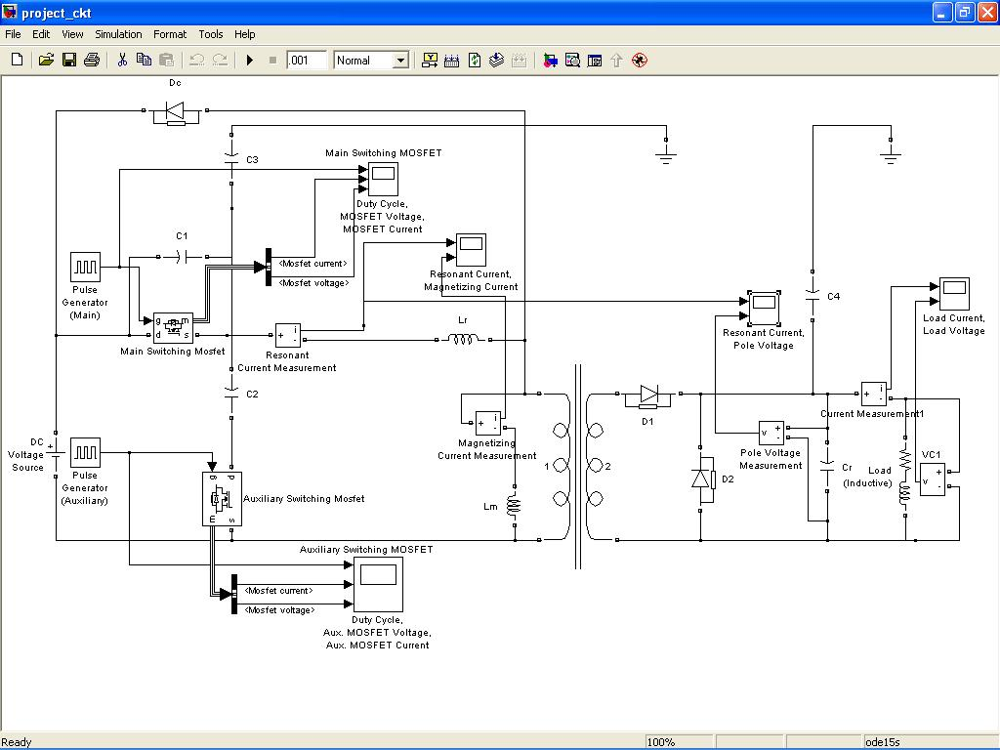 project_ckt
File Edit View Simulation Format Tools Help
.001 Normal
Dc
C3
Main Switching MOSFET
Duty Cycle,
MOSFET Voltage,
MOSFET Current
C1
<Mosfet current>
<Mosfet voltage>
Resonant Current,
Magnetizing Current
Pulse
Generator
(Main)
g m
d s
Main Switching Mosfet
+ i
-
Resonant
Current Measurement
Lr
Resonant Current,
Pole Voltage
C4
Load Current,
Load Voltage
C2
D1
+ i
-
Current Measurement1
+ i
-
Magnetizing
Current Measurement
DC
Voltage
Source
+
Pulse
Generator
(Auxiliary)
g d
m s
Auxiliary Switching Mosfet
Lm
1
2
D2
v + -
Pole Voltage
Measurement
Cr
Load
(Inductive)
VC1
v + -
Auxiliary Switching MOSFET
<Mosfet current>
<Mosfet voltage>
Duty Cycle,
Aux. MOSFET Voltage,
Aux. MOSFET Current
Ready 100% ode15s